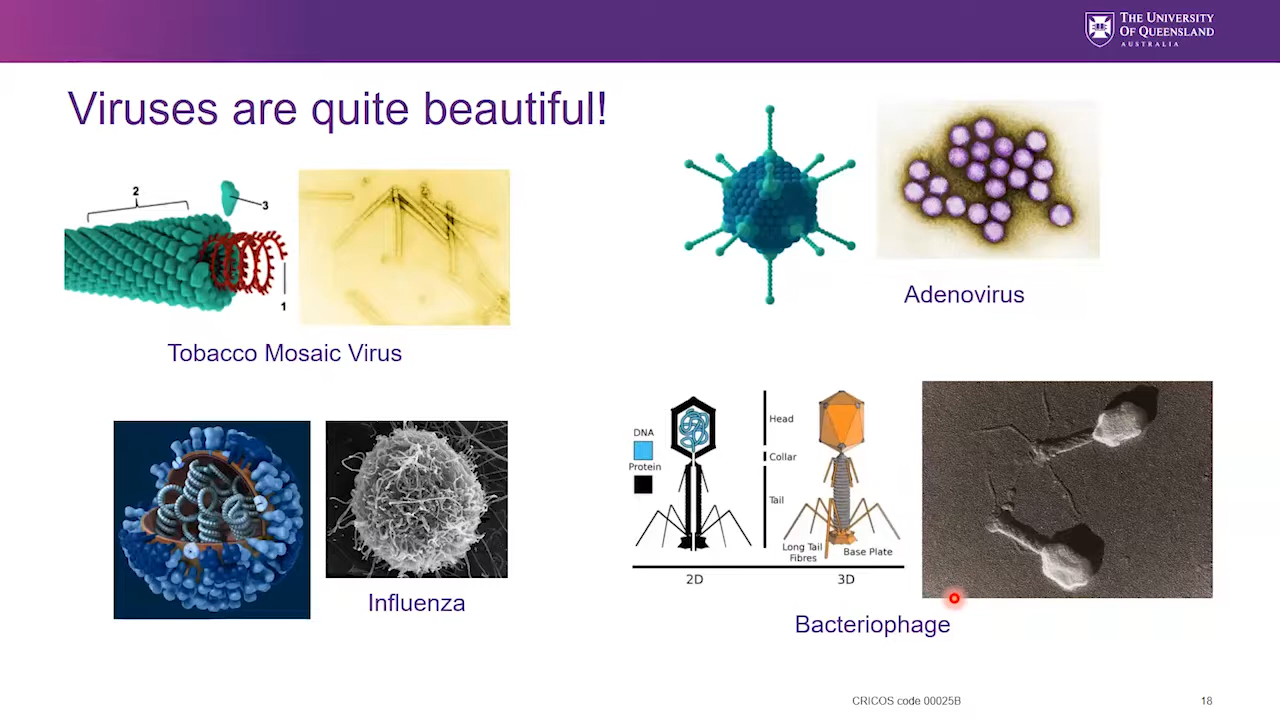 THE UNIVERSITY
OF QUEENSLAND
AUSTRALIA
Viruses are quite beautiful!
2
3
1
Tobacco Mosaic Virus
Adenovirus
Influenza
DNA
Protein
Head
Collar
Tail
Long Tail
Fibres
Base Plate
2D
3D
Bacteriophage
CRICOS code 00025B
18